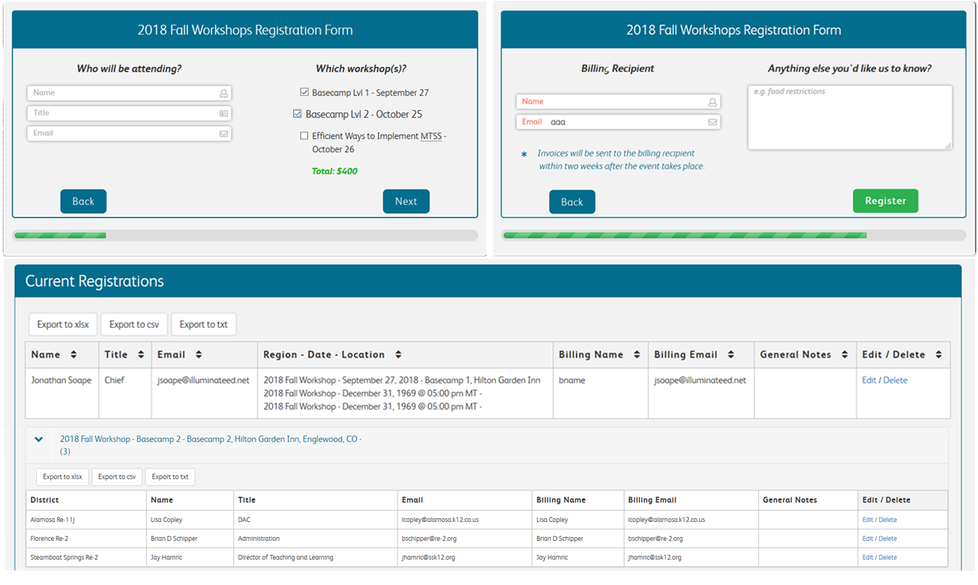 2018 Fall Workshops Registration Form
Who will be attending?
Name
Title
Email
Which workshop(s)?
Basecamp Lvl 1 - September 27
Basecamp Lvl 2 - October 25
Efficient Ways to Implement MTSS -
October 26
Total: $400
Back
Next
2018 Fall Workshops Registration Form
Billing Recipient
Name
Email aaa
* Invoices will be sent to the billing recipient
within two weeks after the event takes place.
Anything else you'd like us to know?
e.g. food restrictions
Back
Register
Current Registrations
Export to xlsx Export to csv Export to txt
Name Title Email Region - Date - Location Billing Name Billing Email General Notes Edit / Delete
Jonathan Soape Chief jsoape@illuminateed.net 2018 Fall Workshop - September 27, 2018 - Basecamp 1, Hilton Garden Inn bname jsoape@illuminateed.net Edit / Delete
2018 Fall Workshop - December 31, 1969 @ 05:00 pm MT -
2018 Fall Workshop - December 31, 1969 @ 05:00 pm MT -
2018 Fall Workshop - Basecamp 2 - Basecamp 2, Hilton Garden Inn, Englewood, CO -
(3)
Export to xlsx Export to csv Export to txt
District Name Title Email Billing Name Billing Email General Notes Edit / Delete
Alamosa Re-11j Lisa Copley DAC lcopley@alamosa.k12.co.us Lisa Copley lcopley@alamosa.k12.co.us Edit / Delete
Florence Re-2 Brian D Schipper Administration bschipper@re-2.org Brian D Schipper bschipper@re-2.org Edit / Delete
Steamboat Springs Re-2 Jay Hamric Director of Teaching and Learning jhamric@ssk12.org Jay Hamric jhamric@ssk12.org Edit / Delete